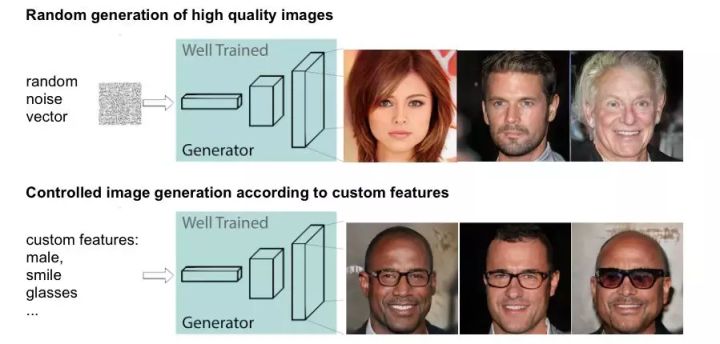 Random generation of high quality images
Well Trained
random
noise
vector
Generator
Controlled image generation according to custom features
Well Trained
custom features:
male,
smile
glasses
...
Generator